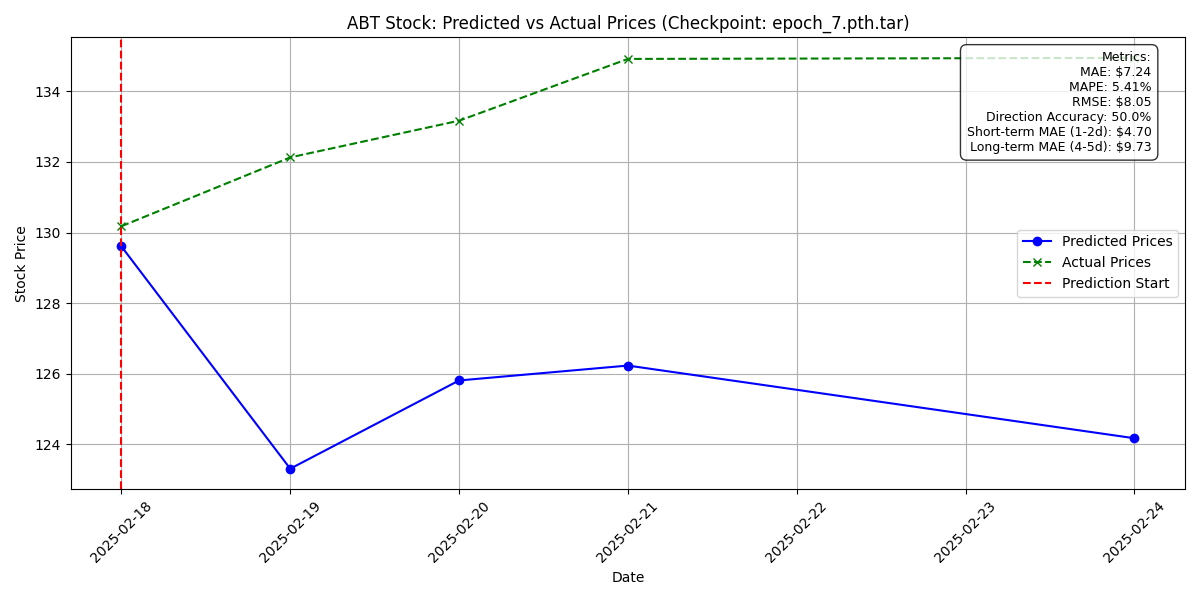 ABT Stock: Predicted vs Actual Prices (Checkpoint: epoch_7.pth.tar)
Metrics:
MAE: $7.24
MAPE: 5.41%
RMSE: $8.05
Direction Accuracy: 50.0%
Short-term MAE (1-2d): $4.70
Long-term MAE (4-5d): $9.73
Predicted Prices
Actual Prices
Prediction Start
Stock Price
134
132
130
128
126
124
2025-02-18
2025-02-19
2025-02-20
2025-02-21
2025-02-22
2025-02-23
2025-02-24
Date